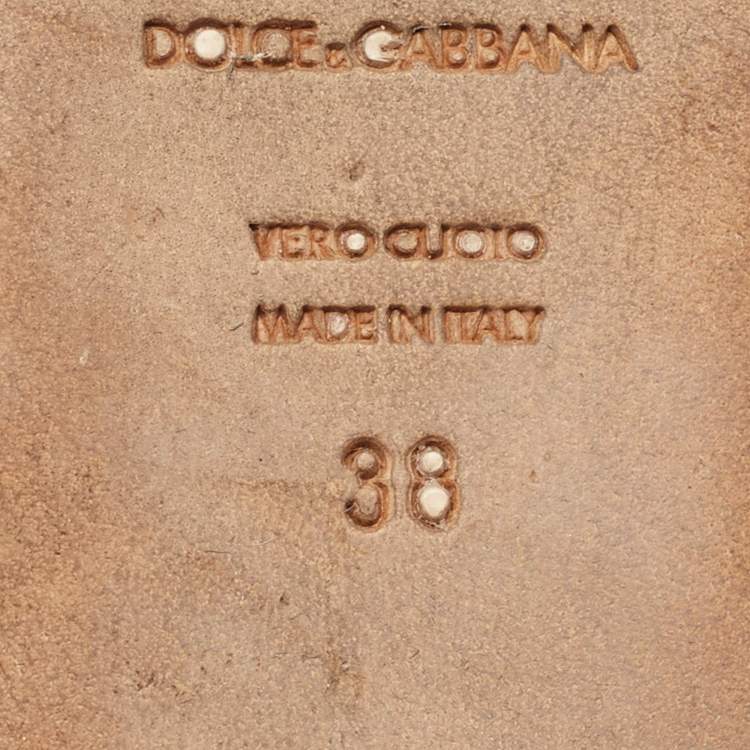 DOLCE & GABBANA
VERO CUOIO
MADE IN ITALY
38